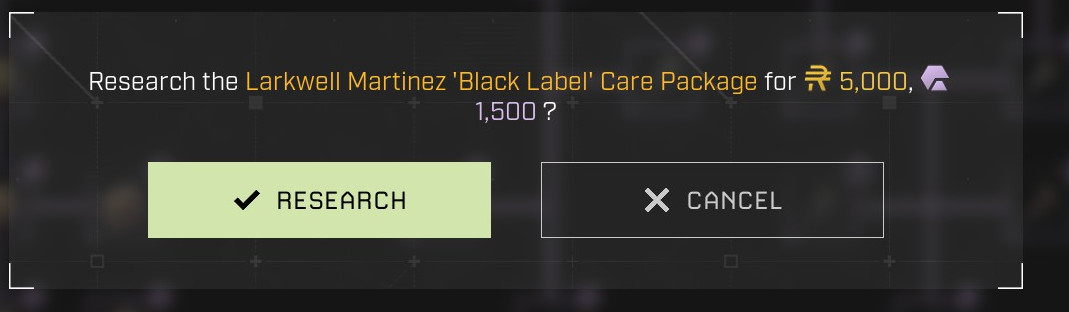 Research the Larkwell Martinez 'Black Label' Care Package for 5,000,
1,500 ?
RESEARCH
CANCEL